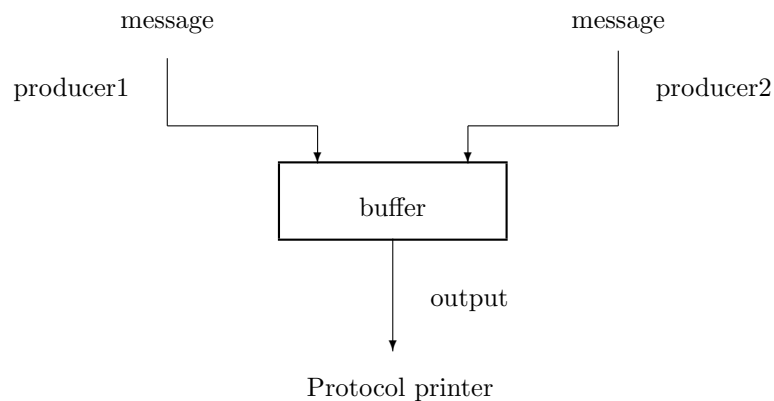 message
message
producer1
producer2
buffer
output
Protocol printer